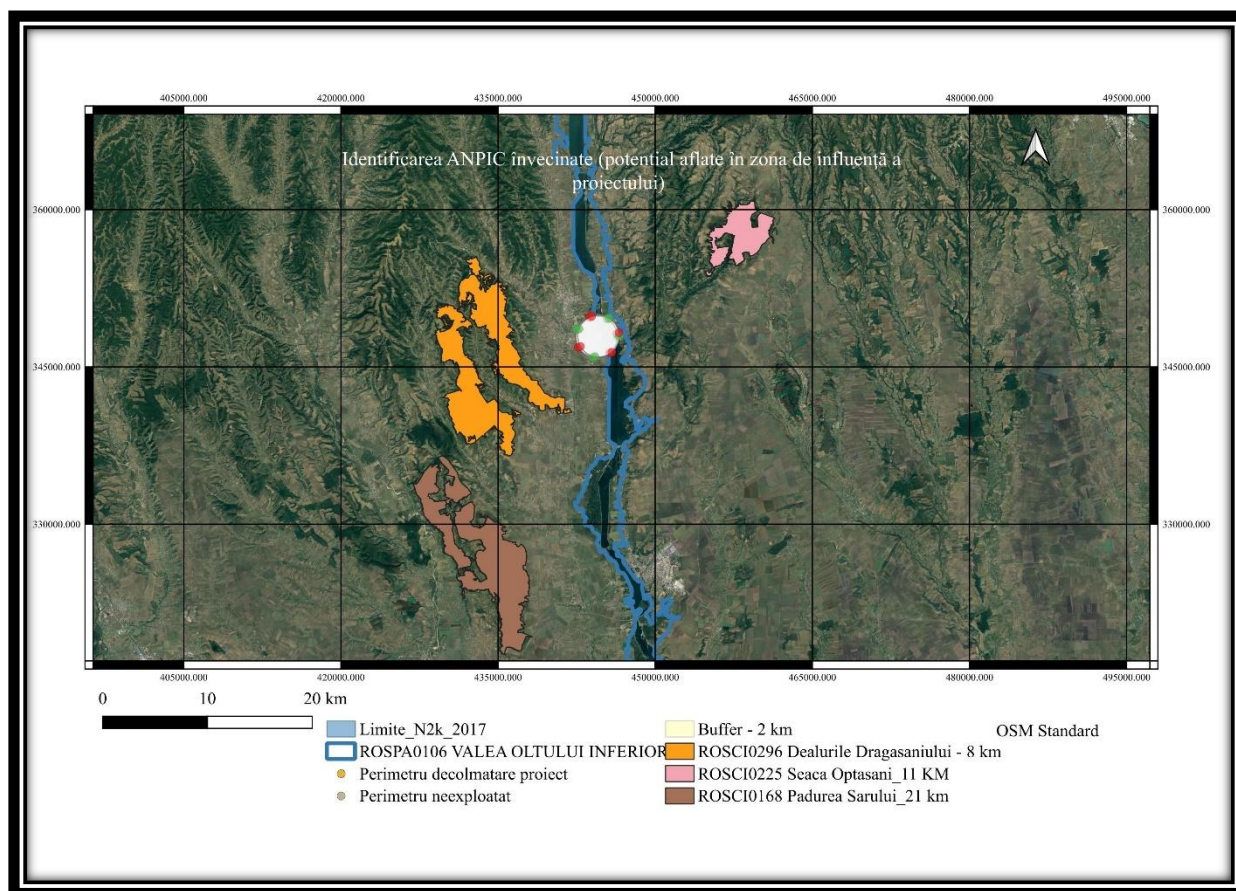 405000.000 420000.000 435000.000 450000.000 465000.000 480000.000 495000.000
Identificarea ANPIC învecinate (potential aflate în zona de influență a
proiectului)
360000.000 360000.000
345000.000 345000.000
330000.000 330000.000
405000.000 420000.000 435000.000 450000.000 465000.000 480000.000 495000.000
0 10 20 km
Limite_N2k_2017
ROSPA0106 VALEA OLTULUI INFERIOR
Perimetru decolmatare proiect
Perimetru neexploatat
Buffer - 2 km
ROSCI0296 Dealurile Dragasaniului - 8 km
ROSCI0225 Seaca Optasani_11 KM
ROSCI0168 Padurea Sarului_21 km
OSM Standard